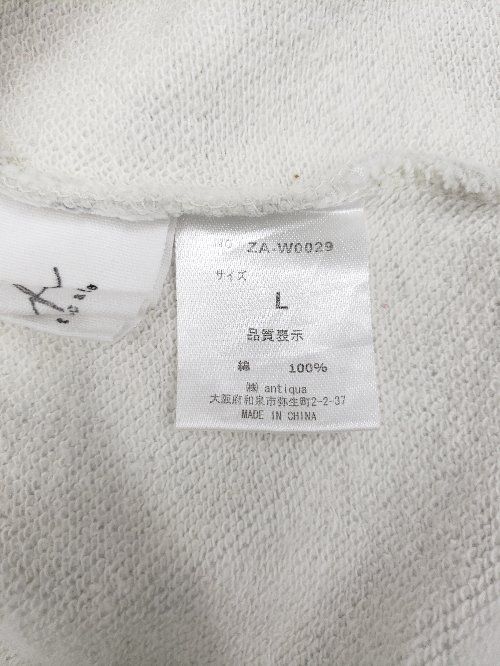 NO. ZA-W0029
サイズ
L
品質表示
綿 100%
㈱ antiqua
大阪府和泉市弥生町2-2-37
MADE IN CHINA